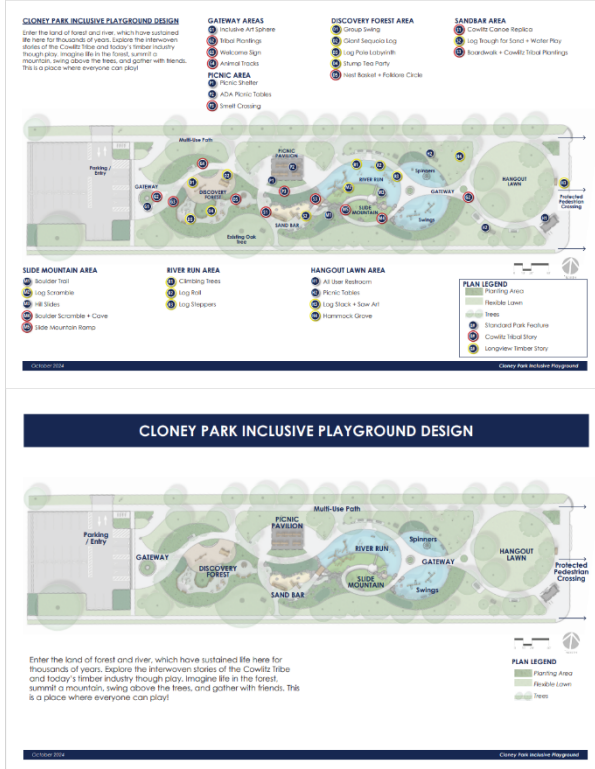 CLONEY PARK INCLUSIVE PLAYGROUND DESIGN
Enter the land of forest and river, which have sustained
life here for thousands of years. Explore the interwoven
stories of the Cowlitz Tribe and today's timber industry
though play. Imagine life in the forest, summit a
mountain, swing above the trees, and gather with friends.
This is a place where everyone can play!
GATEWAY AREAS
Inclusive Art Sphere
Tribal Plantings
Welcome Sign
Animal Tracks
PICNIC AREA
Picnic Shelter
ADA Picnic Tables
Smelt Crossing
DISCOVERY FOREST AREA
Group Swing
Giant Sequoia Log
Log Pole Labyrinth
Stump Tea Party
Nest Basket + Folklore Circle
SANDBAR AREA
Cowlitz Canoe Replica
Log Trough for Sand + Water Play
Boardwalk + Cowlitz Tribal Plantings
Multi-Use Path
Parking /
Entry
GATEWAY
DISCOVERY
FOREST
Existing Oak
Tree
PICNIC
PAVILION
SAND BAR
RIVER RUN
SLIDE
MOUNTAIN
Spinners
GATEWAY
Swings
HANGOUT
LAWN
Protected
Pedestrian
Crossing
SLIDE MOUNTAIN AREA
Boulder Trail
Log Scramble
Hill Slides
Boulder Scramble + Cave
Slide Mountain Ramp
RIVER RUN AREA
Climbing Trees
Log Roll
Log Steppers
HANGOUT LAWN AREA
All User Restroom
Picnic Tables
Log Stack + Saw Art
Hammock Grove
PLAN LEGEND
Planting Area
Flexible Lawn
Trees
Standard Park Feature
Cowlitz Tribal Story
Longview Timber Story
October 2024
Cloney Park Inclusive Playground
CLONEY PARK INCLUSIVE PLAYGROUND DESIGN
Multi-Use Path
Parking
/ Entry
GATEWAY
DISCOVERY
FOREST
PICNIC
PAVILION
SAND BAR
RIVER RUN
SLIDE
MOUNTAIN
Spinners
GATEWAY
Swings
HANGOUT
LAWN
Protected
Pedestrian
Crossing
Enter the land of forest and river, which have sustained life here for
thousands of years. Explore the interwoven stories of the Cowlitz Tribe
and today's timber industry though play. Imagine life in the forest,
summit a mountain, swing above the trees, and gather with friends. This
is a place where everyone can play!
PLAN LEGEND
Planting Area
Flexible Lawn
Trees
October 2024
Cloney Park Inclusive Playground